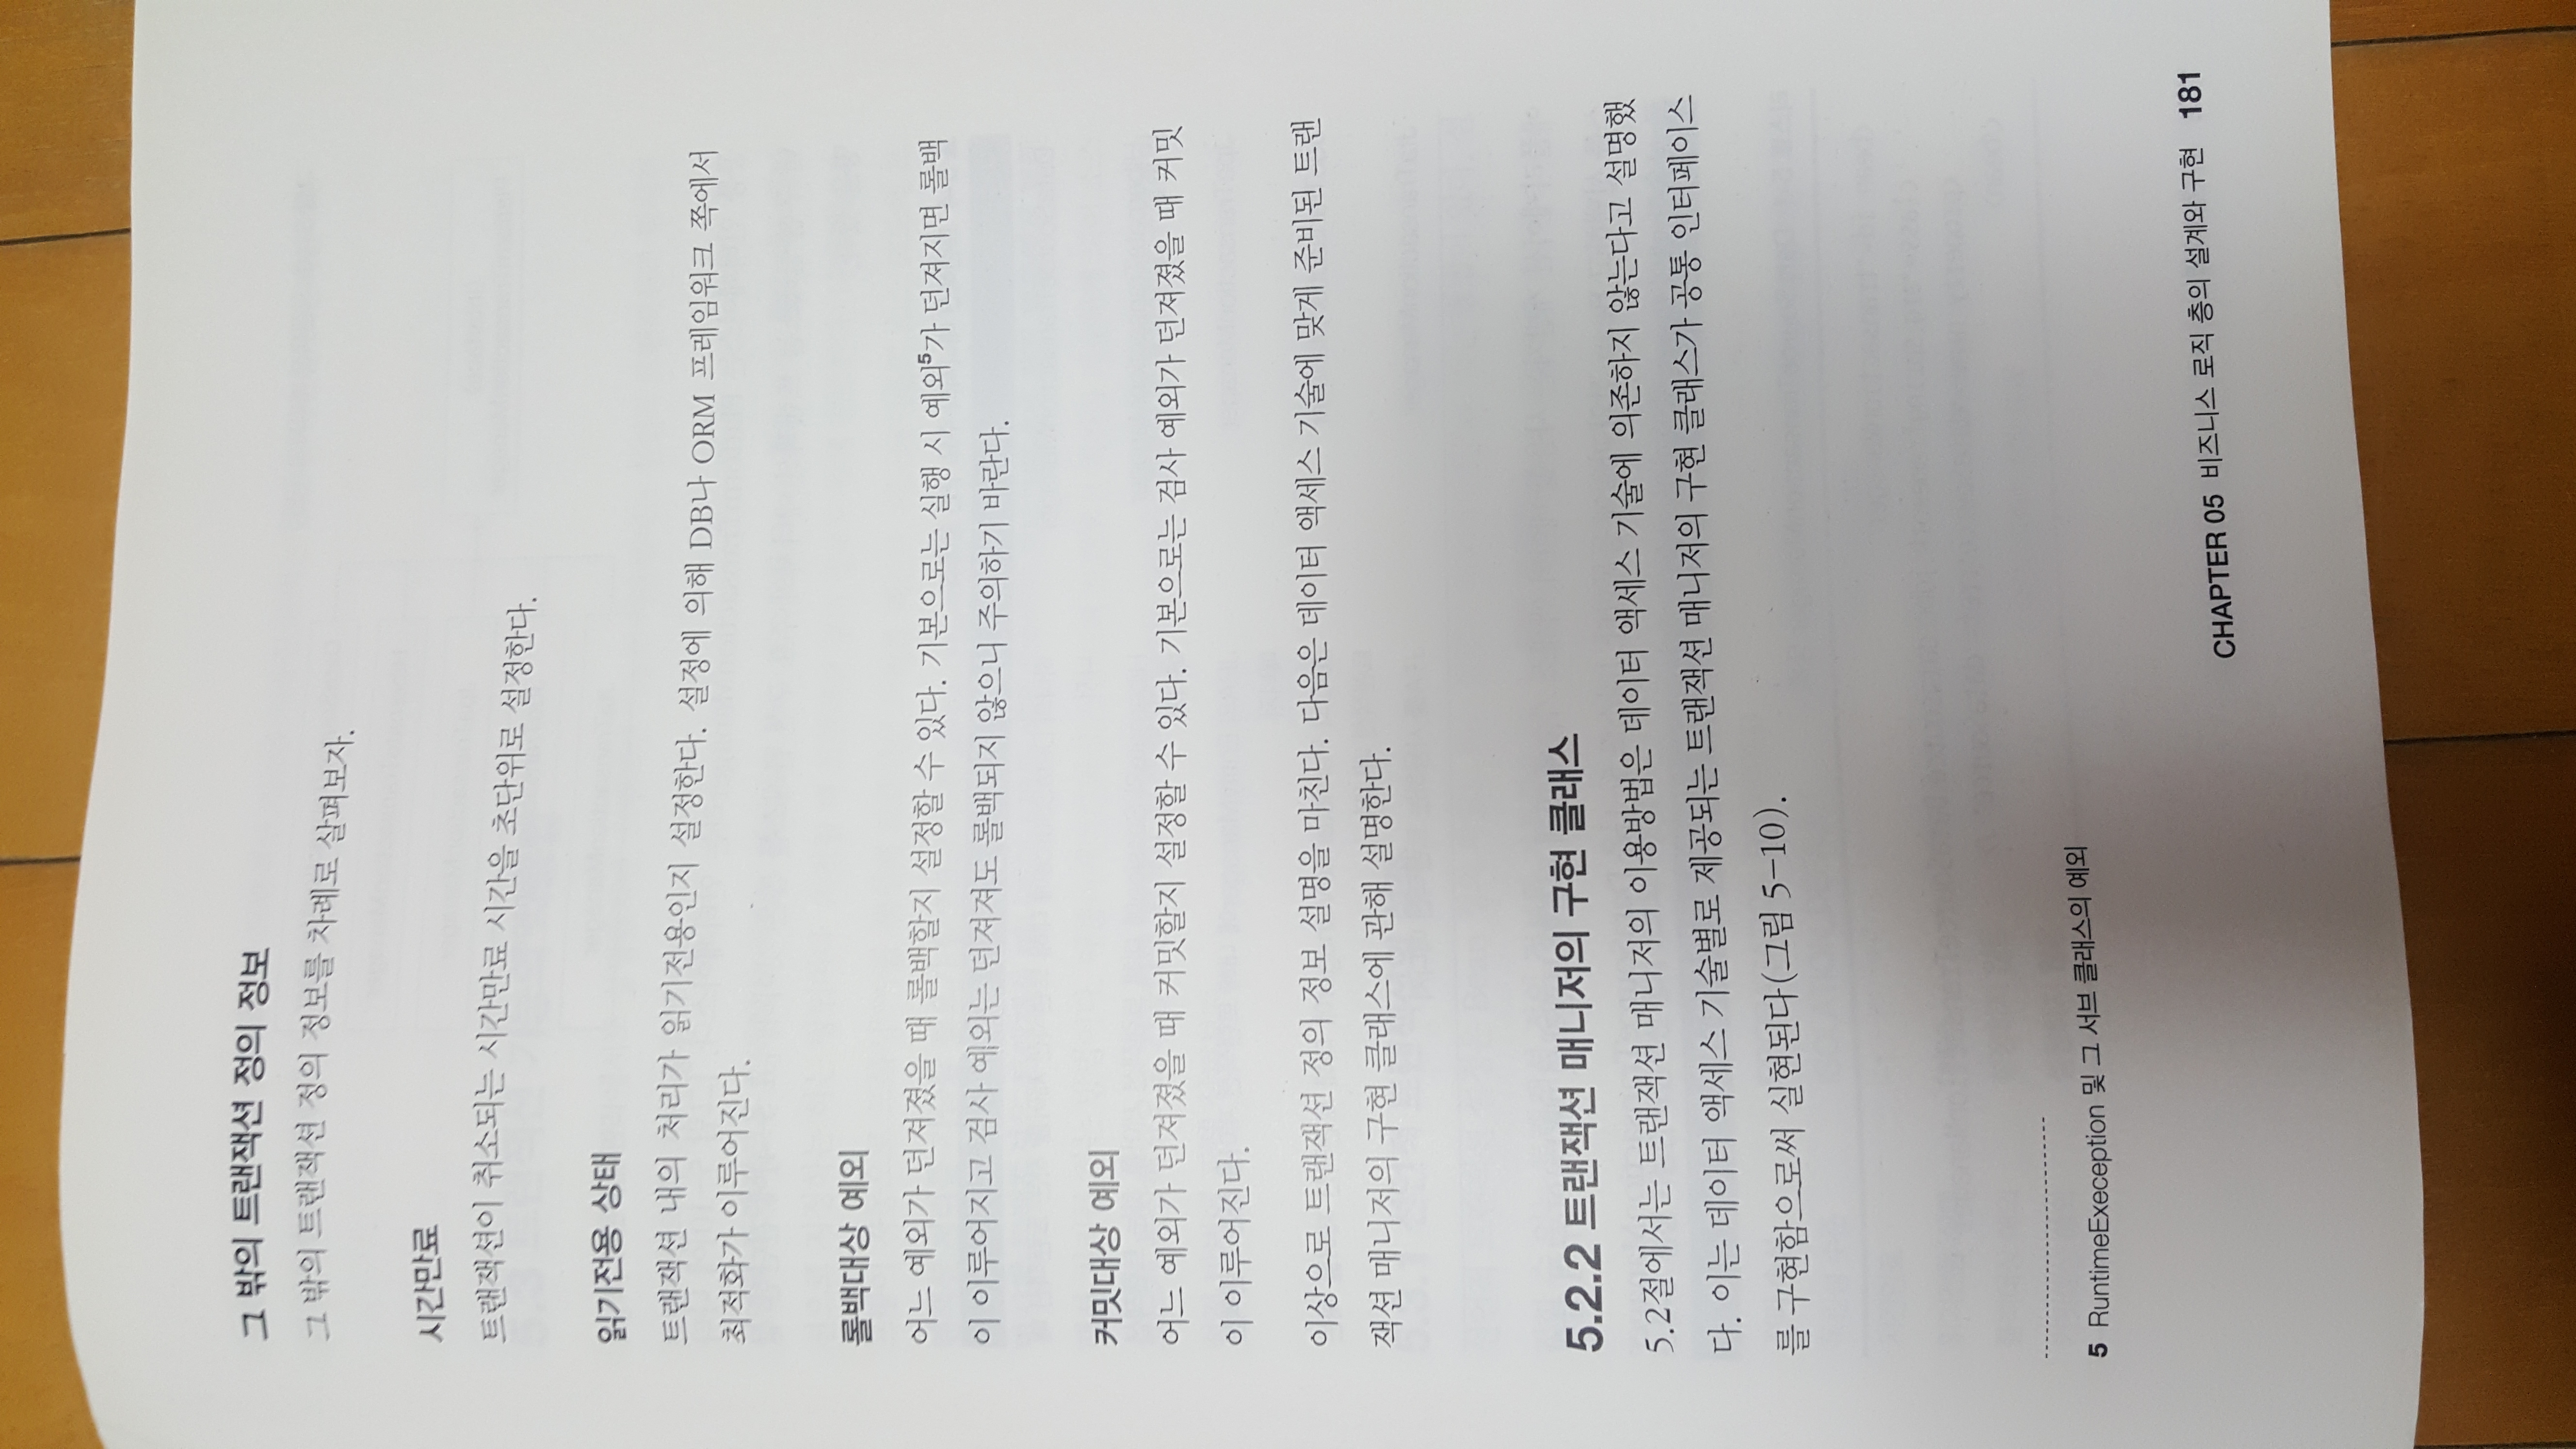 그 밖의 트랜잭션 정의 정보
그 밖의 트랜잭션 정의 정보를 차례로 살펴보자.
시간만료
트랜잭션이 취소되는 시간만료 시간을 초단위로 설정한다.
읽기전용 상태
트랜잭션 내의 처리가 읽기전용인지 설정한다. 설정에 의해 DB나 ORM 프레임워크 쪽에서
최적화가 이루어진다.
롤백대상 예외
어느 예외가 던져졌을 때 롤백할지 설정할 수 있다. 기본으로는 실행 시 예외5가 던져지면 롤백
이 이루어지고 검사 예외는 던져져도 롤백되지 않으니 주의하기 바란다.
커밋대상 예외
어느 예외가 던져졌을 때 커밋할지 설정할 수 있다. 기본으로는 검사 예외가 던져졌을 때 커밋
이 이루어진다.
이상으로 트랜잭션 정의 정보 설명을 마친다. 다음은 데이터 액세스 기술에 맞게 준비된 트랜
잭션 매니저의 구현 클래스에 관해 설명한다.
5.2.2 트랜잭션 매니저의 구현 클래스
5.2절에서는 트랜잭션 매니저의 이용방법은 데이터 액세스 기술에 의존하지 않는다고 설명했
다. 이는 데이터 액세스 기술별로 제공되는 트랜잭션 매니저의 구현 클래스가 공통 인터페이스
를 구현함으로써 실현된다(그림 5-10).
5 RuntimeExeception 및 그 서브 클래스의 예외
CHAPTER 05 비즈니스 로직 층의 설계와 구현 181